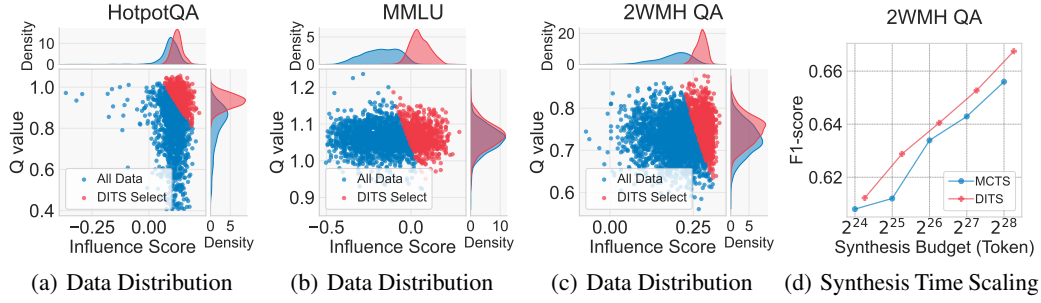 HotpotQA
MMLU
2WMH QA
2WMH QA
Density
10
0
Q value
1.0
0.8
0.6
0.4
All Data
DITS Select
−0.25 0.00
Influence Score
0 5
Density
Density
5
0
Q value
1.2
1.1
1.0
0.9
All Data
DITS Select
−0.5 0.0
Influence Score
0 10
Density
Density
20
0
Q value
0.8
0.7
0.6
All Data
DITS Select
0.00 0.25
Influence Score
0 5
Density
F1-score
0.66
0.64
0.62
MCTS
DITS
2^24 2^25 2^26 2^27 2^28
Synthesis Budget (Token)
(a) Data Distribution
(b) Data Distribution
(c) Data Distribution
(d) Synthesis Time Scaling